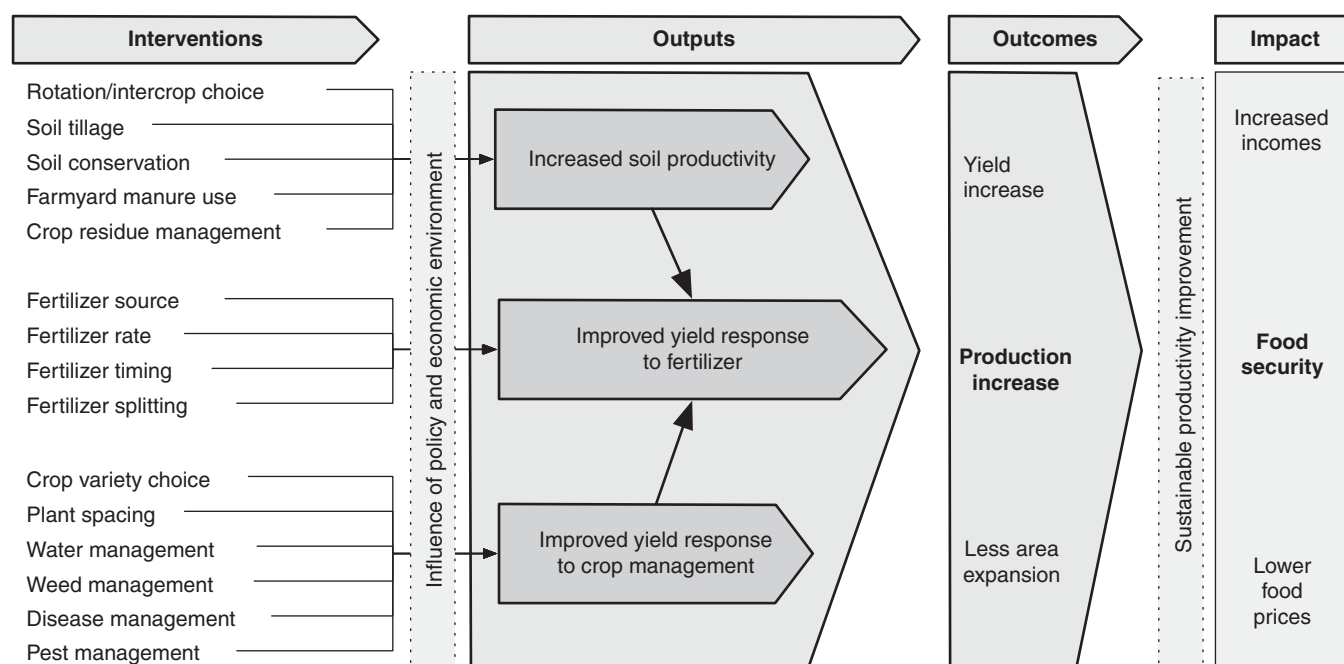 Interventions
Outputs
Outcomes
Impact
Rotation/intercrop choice
Soil tillage
Soil conservation
Farmyard manure use
Crop residue management
Fertilizer source
Fertilizer rate
Fertilizer timing
Fertilizer splitting
Crop variety choice
Plant spacing
Water management
Weed management
Disease management
Pest management
Influence of policy and economic environment
Increased soil productivity
Improved yield response
to fertilizer
Improved yield response
to crop management
Yield
increase
Production
increase
Less area
expansion
Sustainable productivity improvement
Increased
incomes
Food
security
Lower
food
prices